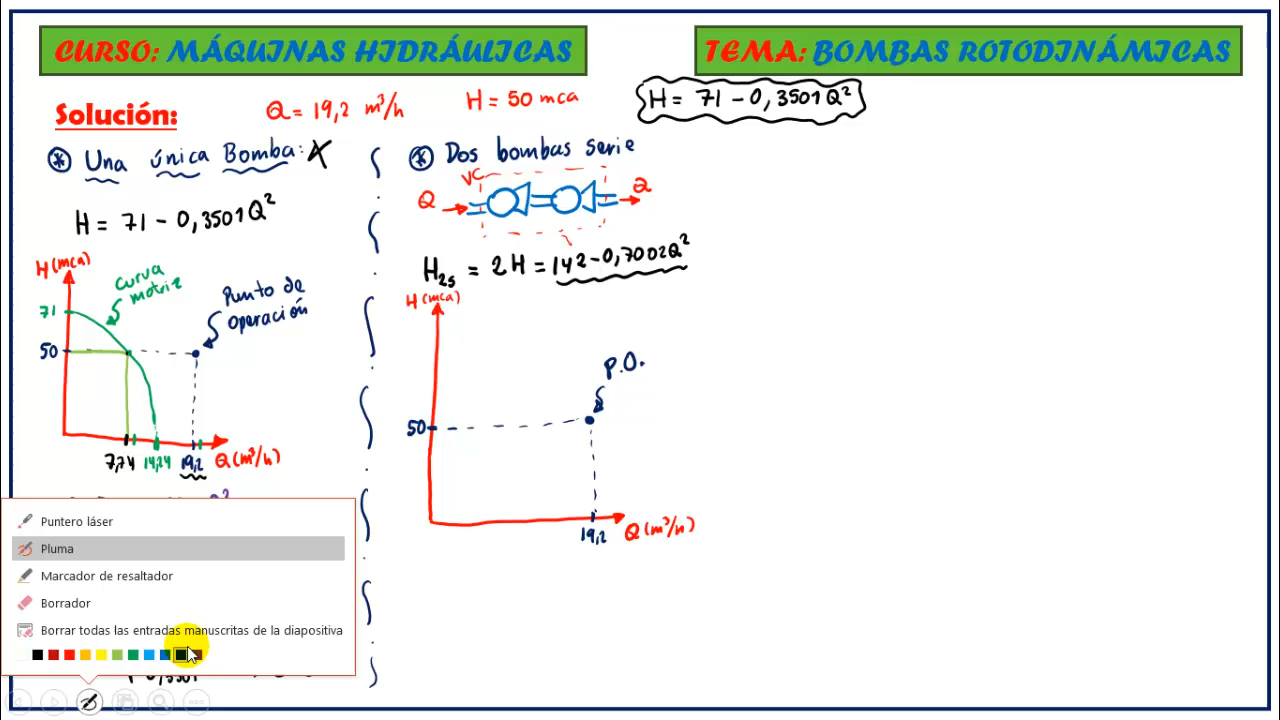 CURSO: MÁQUINAS HIDRÁULICAS
TEMA: BOMBAS ROTODINÁMICAS
Solución:
Q = 19,2 m³/h
H = 50 mca
H = 71 - 0,3501Q²
* Una única Bomba: X
H = 71 - 0,3501Q²
H (mca)
curva motriz
71
Punto de operación
50
7,74
14,24
19,2
Q (m³/h)
* Dos bombas serie
VC
Q
Q
H2s = 2H = 142 - 0,7002Q²
H (mca)
P.O.
50
19,2
Q (m³/h)
Puntero láser
Pluma
Marcador de resaltador
Borrador
Borrar todas las entradas manuscritas de la diapositiva